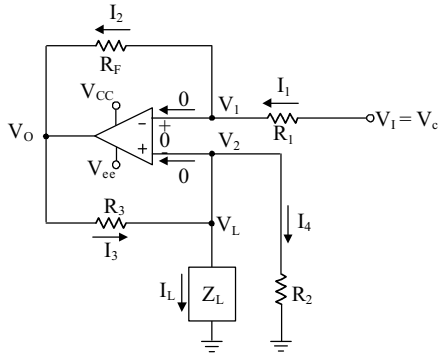 I₂
R_F
V_CC
0
V₁
I₁
V_I = V_c
R₁
V_O
-
+
0
-
+
V₂
V_ee
0
R₃
V_L
I₄
I₃
I_L
Z_L
R₂